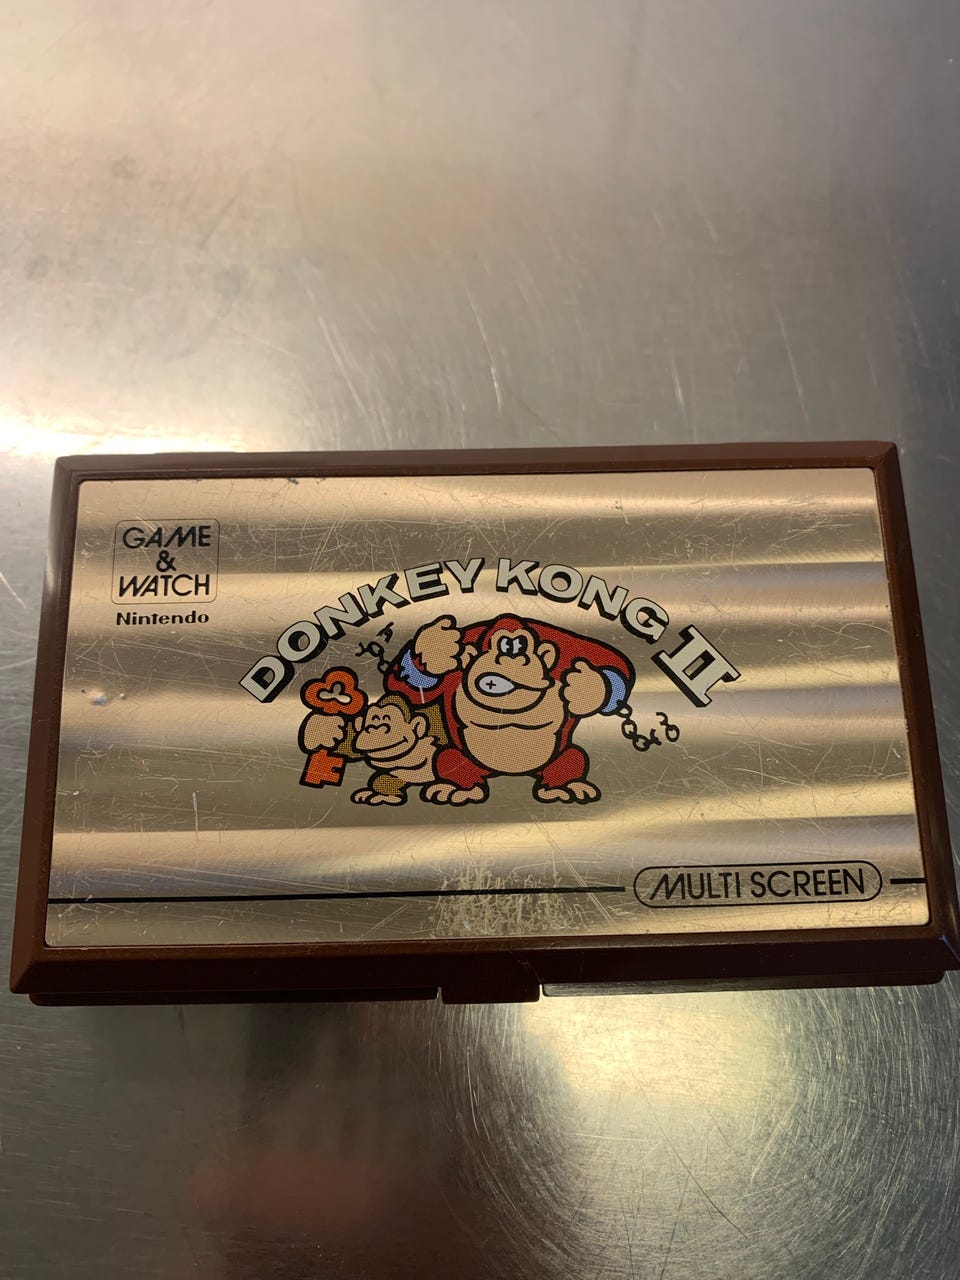 GAME
&
WATCH
Nintendo
DONKEY KONG II
MULTI SCREEN